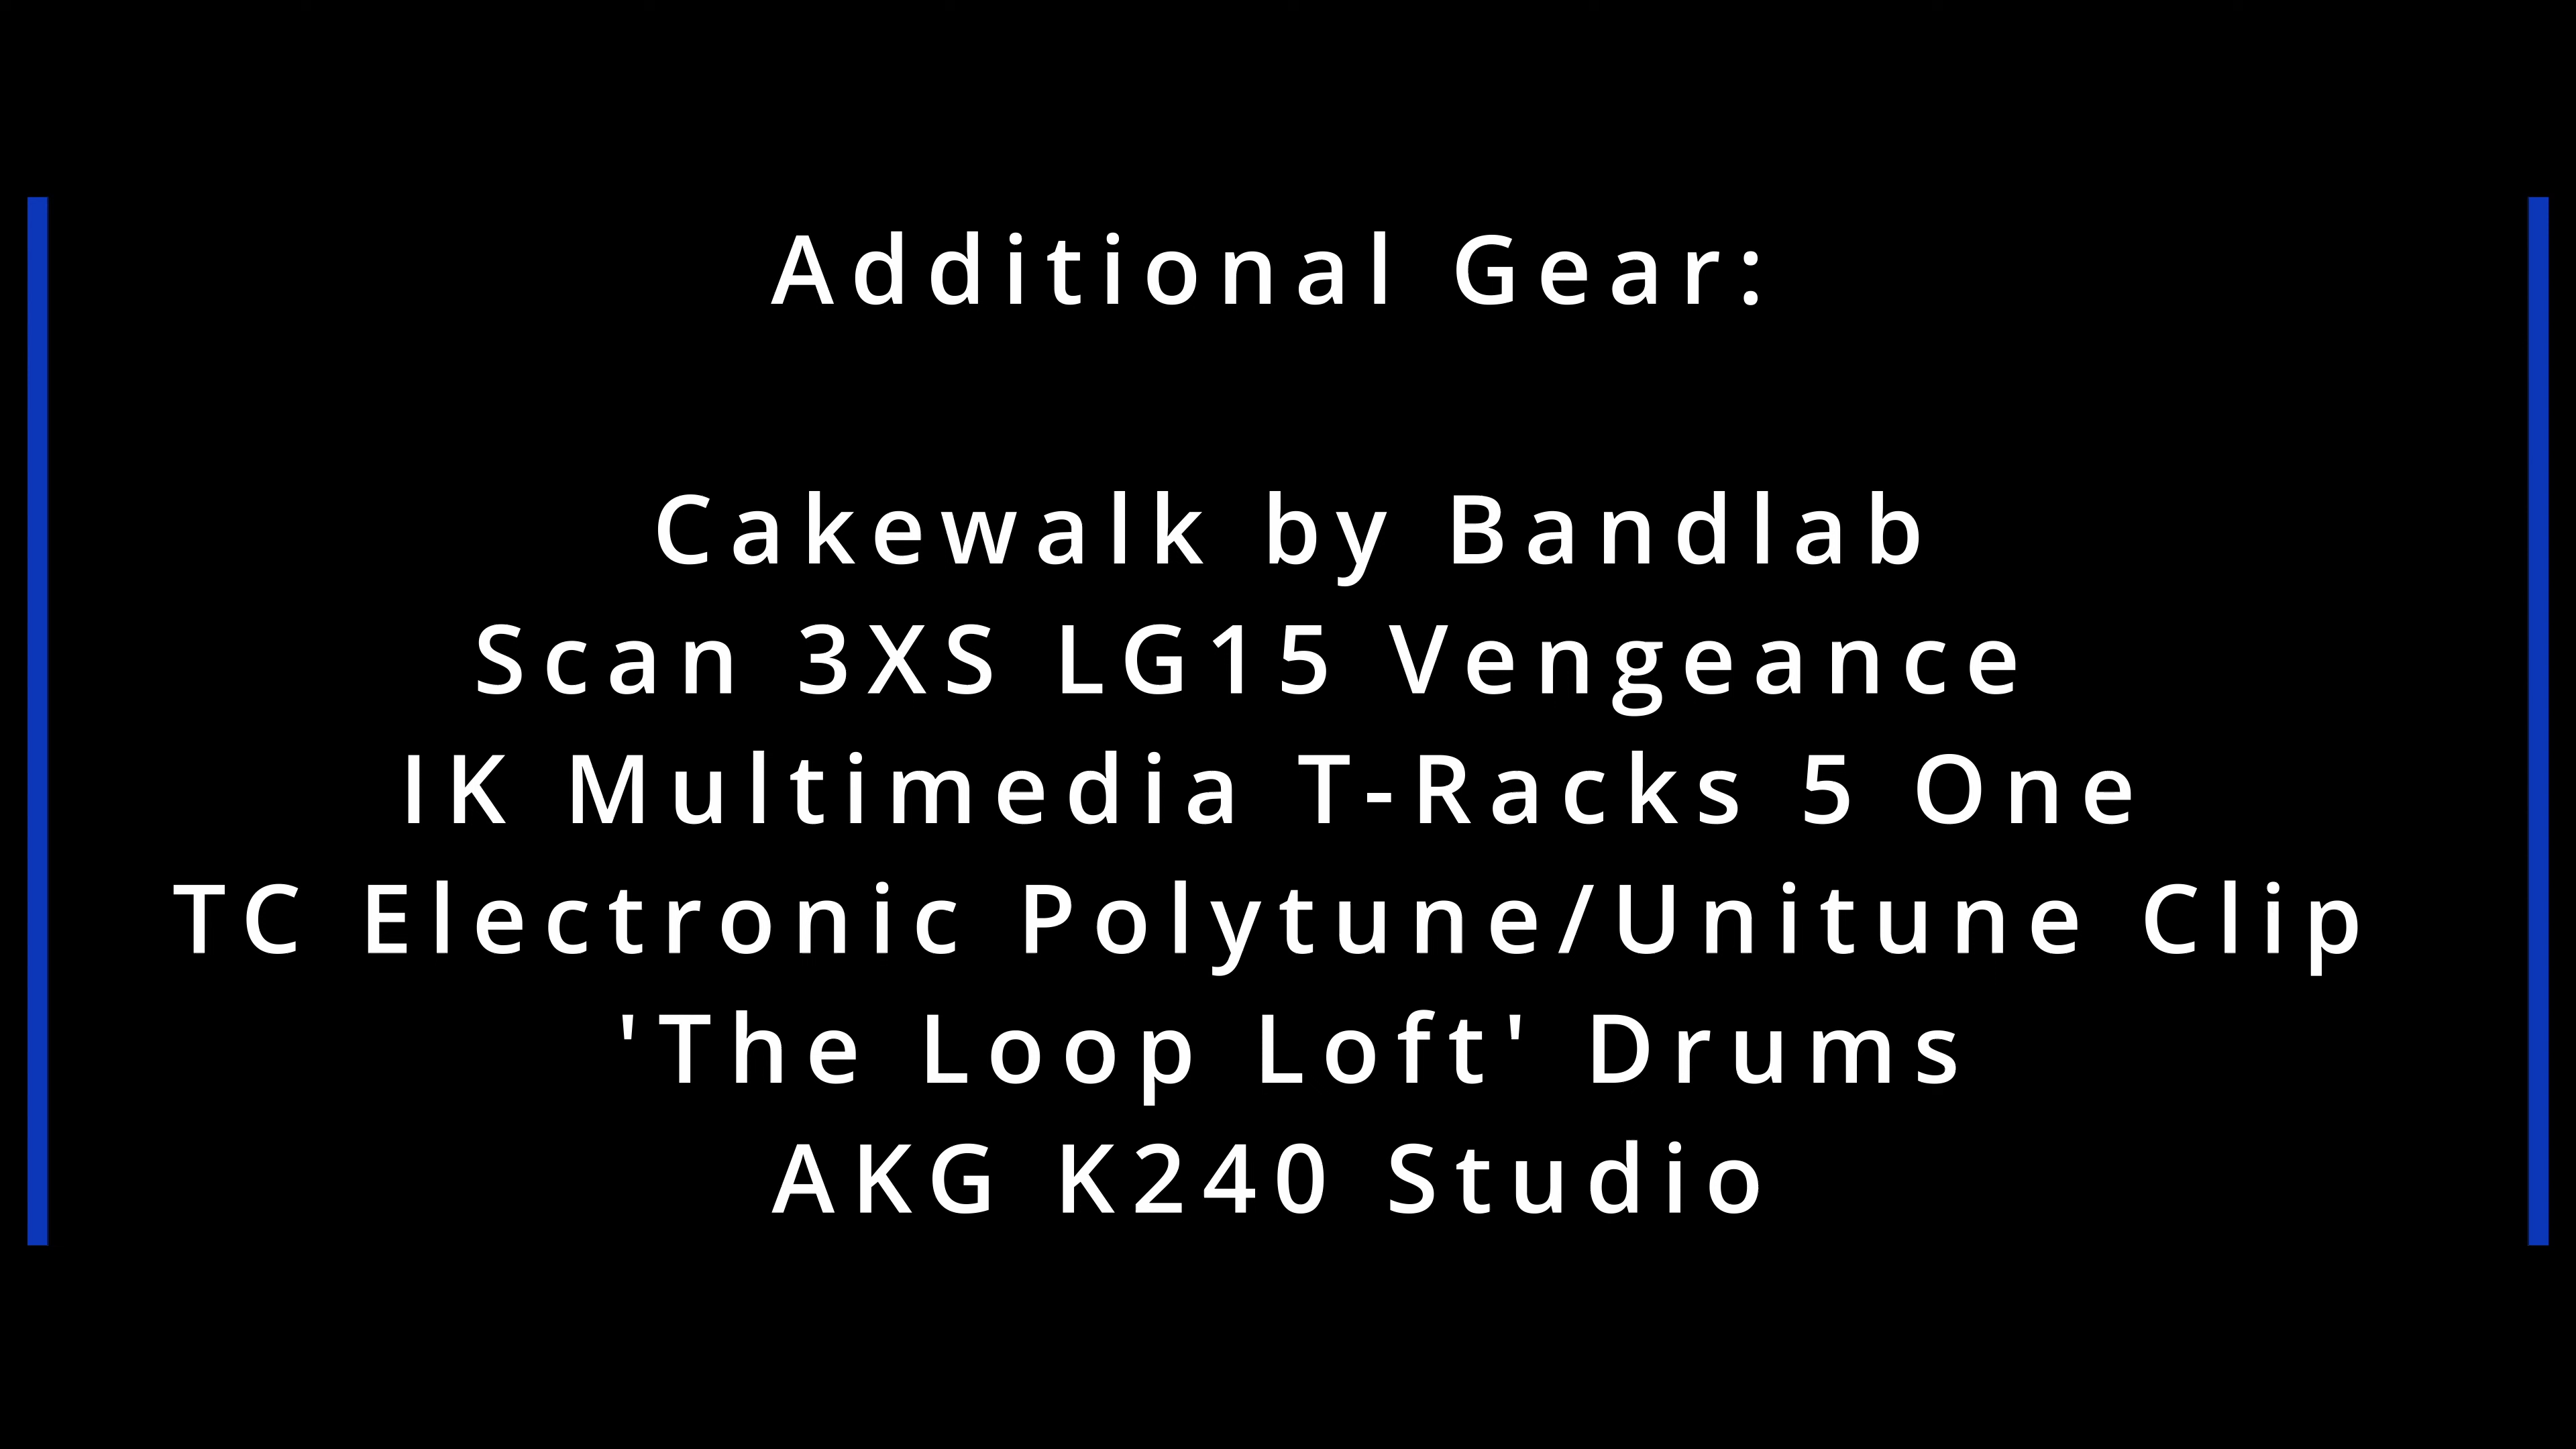 Additional Gear:
Cakewalk by Bandlab
Scan 3XS LG15 Vengeance
IK Multimedia T-Racks 5 One
TC Electronic Polytune/Unitune Clip
'The Loop Loft' Drums
AKG K240 Studio